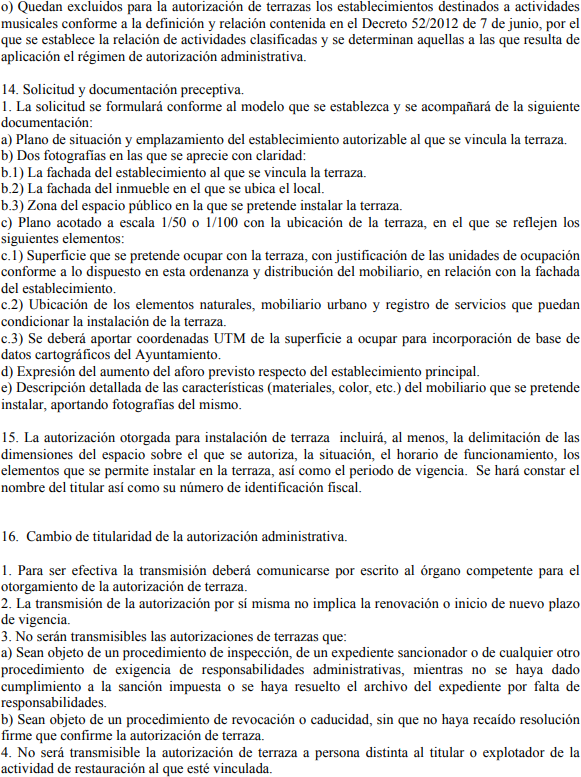 o) Quedan excluidos para la autorización de terrazas los establecimientos destinados a actividades
musicales conforme a la definición y relación contenida en el Decreto 52/2012 de 7 de junio, por el
que se establece la relación de actividades clasificadas y se determinan aquellas a las que resulta de
aplicación el régimen de autorización administrativa.
14. Solicitud y documentación preceptiva.
1. La solicitud se formulará conforme al modelo que se establezca y se acompañará de la siguiente
documentación:
a) Plano de situación y emplazamiento del establecimiento autorizable al que se vincula la terraza.
b) Dos fotografías en las que se aprecie con claridad:
b.1) La fachada del establecimiento al que se vincula la terraza.
b.2) La fachada del inmueble en el que se ubica el local.
b.3) Zona del espacio público en la que se pretende instalar la terraza.
c) Plano acotado a escala 1/50 o 1/100 con la ubicación de la terraza, en el que se reflejen los
siguientes elementos:
c.1) Superficie que se pretende ocupar con la terraza, con justificación de las unidades de ocupación
conforme a lo dispuesto en esta ordenanza y distribución del mobiliario, en relación con la fachada
del establecimiento.
c.2) Ubicación de los elementos naturales, mobiliario urbano y registro de servicios que puedan
condicionar la instalación de la terraza.
c.3) Se deberá aportar coordenadas UTM de la superficie a ocupar para incorporación de base de
datos cartográficos del Ayuntamiento.
d) Expresión del aumento del aforo previsto respecto del establecimiento principal.
e) Descripción detallada de las características (materiales, color, etc.) del mobiliario que se pretende
instalar, aportando fotografías del mismo.
15. La autorización otorgada para instalación de terraza incluirá, al menos, la delimitación de las
dimensiones del espacio sobre el que se autoriza, la situación, el horario de funcionamiento, los
elementos que se permite instalar en la terraza, así como el periodo de vigencia. Se hará constar el
nombre del titular así como su número de identificación fiscal.
16. Cambio de titularidad de la autorización administrativa.
1. Para ser efectiva la transmisión deberá comunicarse por escrito al órgano competente para el
otorgamiento de la autorización de terraza.
2. La transmisión de la autorización por sí misma no implica la renovación o inicio de nuevo plazo
de vigencia.
3. No serán transmisibles las autorizaciones de terrazas que:
a) Sean objeto de un procedimiento de inspección, de un expediente sancionador o de cualquier otro
procedimiento de exigencia de responsabilidades administrativas, mientras no se haya dado
cumplimiento a la sanción impuesta o se haya resuelto el archivo del expediente por falta de
responsabilidades.
b) Sean objeto de un procedimiento de revocación o caducidad, sin que no haya recaído resolución
firme que confirme la autorización de terraza.
4. No será transmisible la autorización de terraza a persona distinta al titular o explotador de la
actividad de restauración al que esté vinculada.